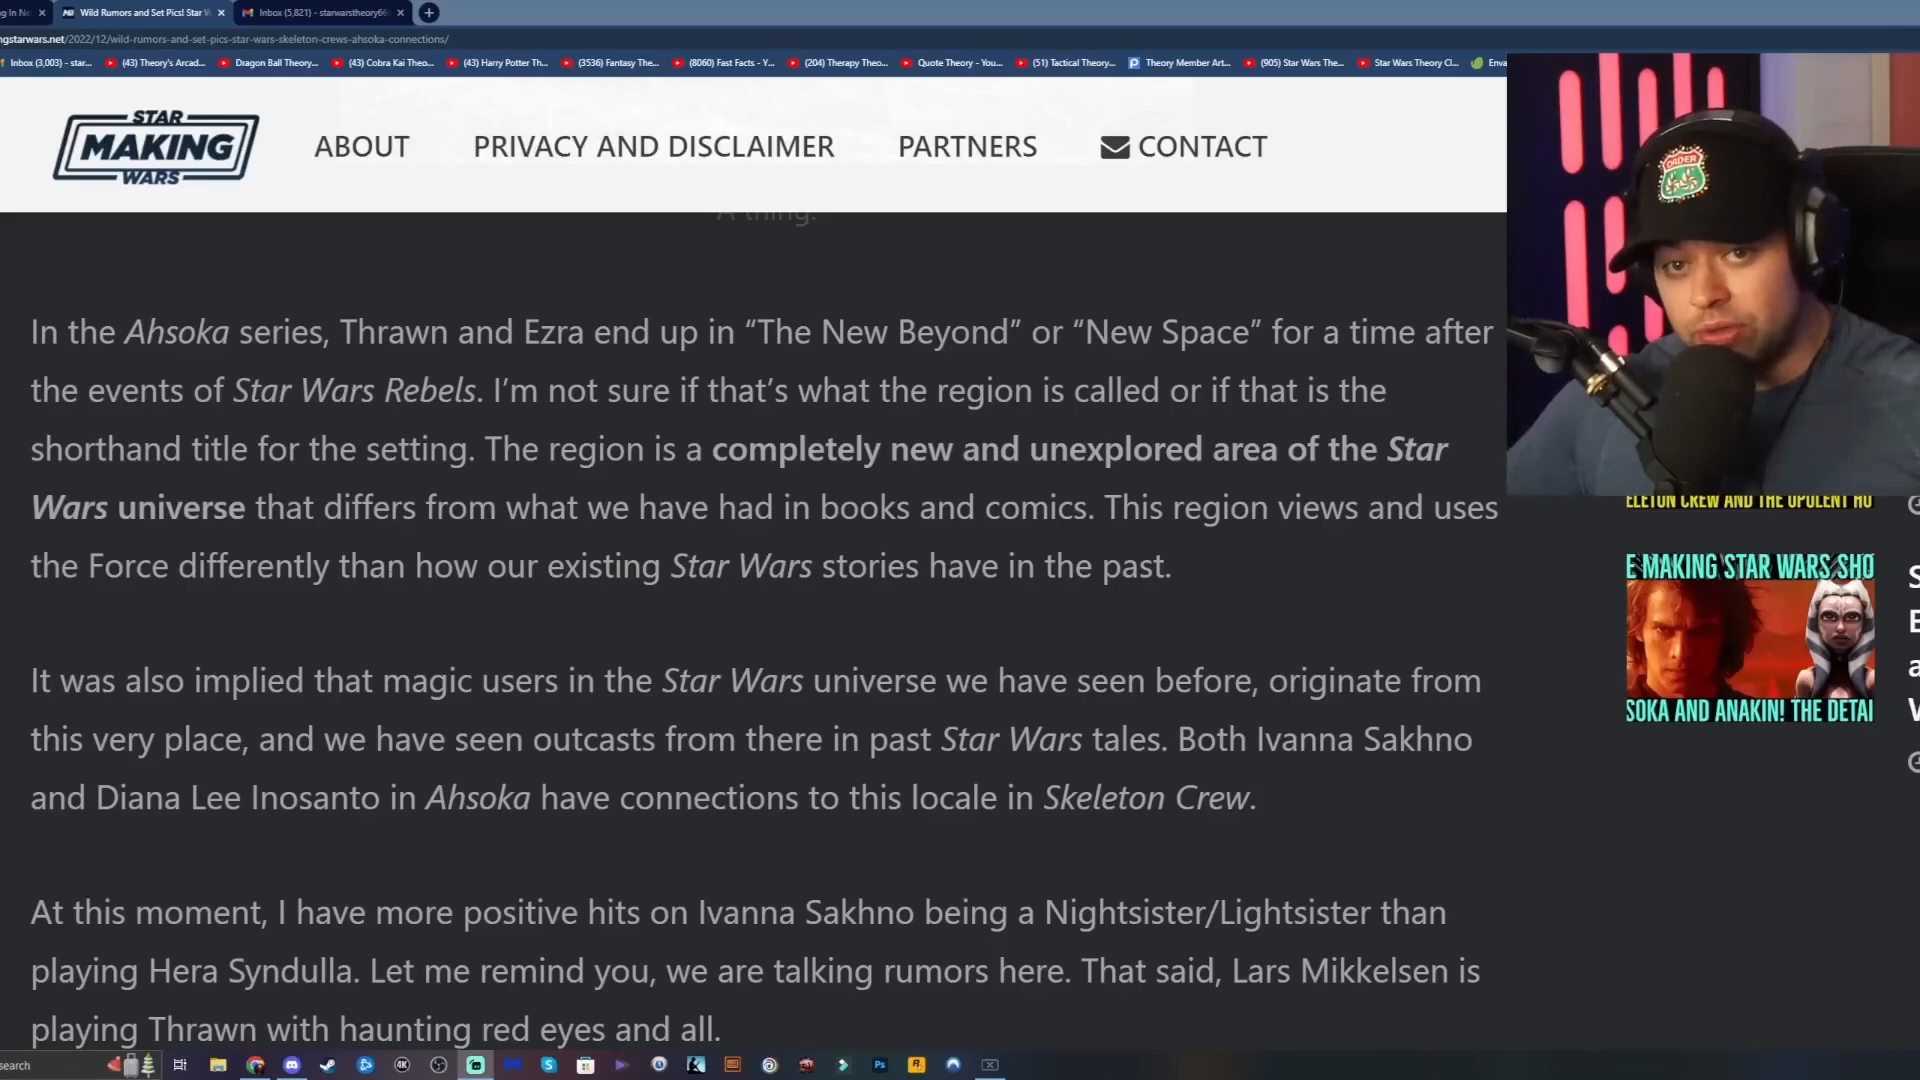 Wild Rumors and Set Pics! Star W
Inbox (5,821) - starwarstheory66
ngstarwars.net/2022/12/wild-rumors-and-set-pics-star-wars-skeleton-crews-ahsoka-connections/
Inbox (3,003) - star...
(43) Theory's Arcad...
Dragon Ball Theory...
(43) Cobra Kai Theo...
(43) Harry Potter Th...
(3536) Fantasy The...
(8060) Fast Facts - Y...
(204) Therapy Theo...
Quote Theory - You...
(51) Tactical Theory...
Theory Member Art...
(905) Star Wars The...
Star Wars Theory Cl...
Enva
STAR
MAKING
WARS
ABOUT
PRIVACY AND DISCLAIMER
PARTNERS
CONTACT
ORDER
A thing.
In the Ahsoka series, Thrawn and Ezra end up in “The New Beyond” or “New Space” for a time after
the events of Star Wars Rebels. I’m not sure if that’s what the region is called or if that is the
shorthand title for the setting. The region is a completely new and unexplored area of the Star
Wars universe that differs from what we have had in books and comics. This region views and uses
the Force differently than how our existing Star Wars stories have in the past.
It was also implied that magic users in the Star Wars universe we have seen before, originate from
this very place, and we have seen outcasts from there in past Star Wars tales. Both Ivanna Sakhno
and Diana Lee Inosanto in Ahsoka have connections to this locale in Skeleton Crew.
At this moment, I have more positive hits on Ivanna Sakhno being a Nightsister/Lightsister than
playing Hera Syndulla. Let me remind you, we are talking rumors here. That said, Lars Mikkelsen is
playing Thrawn with haunting red eyes and all.
ELETON CREW AND THE OPULENT HO
E MAKING STAR WARS SHO
SOKA AND ANAKIN! THE DETAI
S
E
a
V
search
4K
Ps